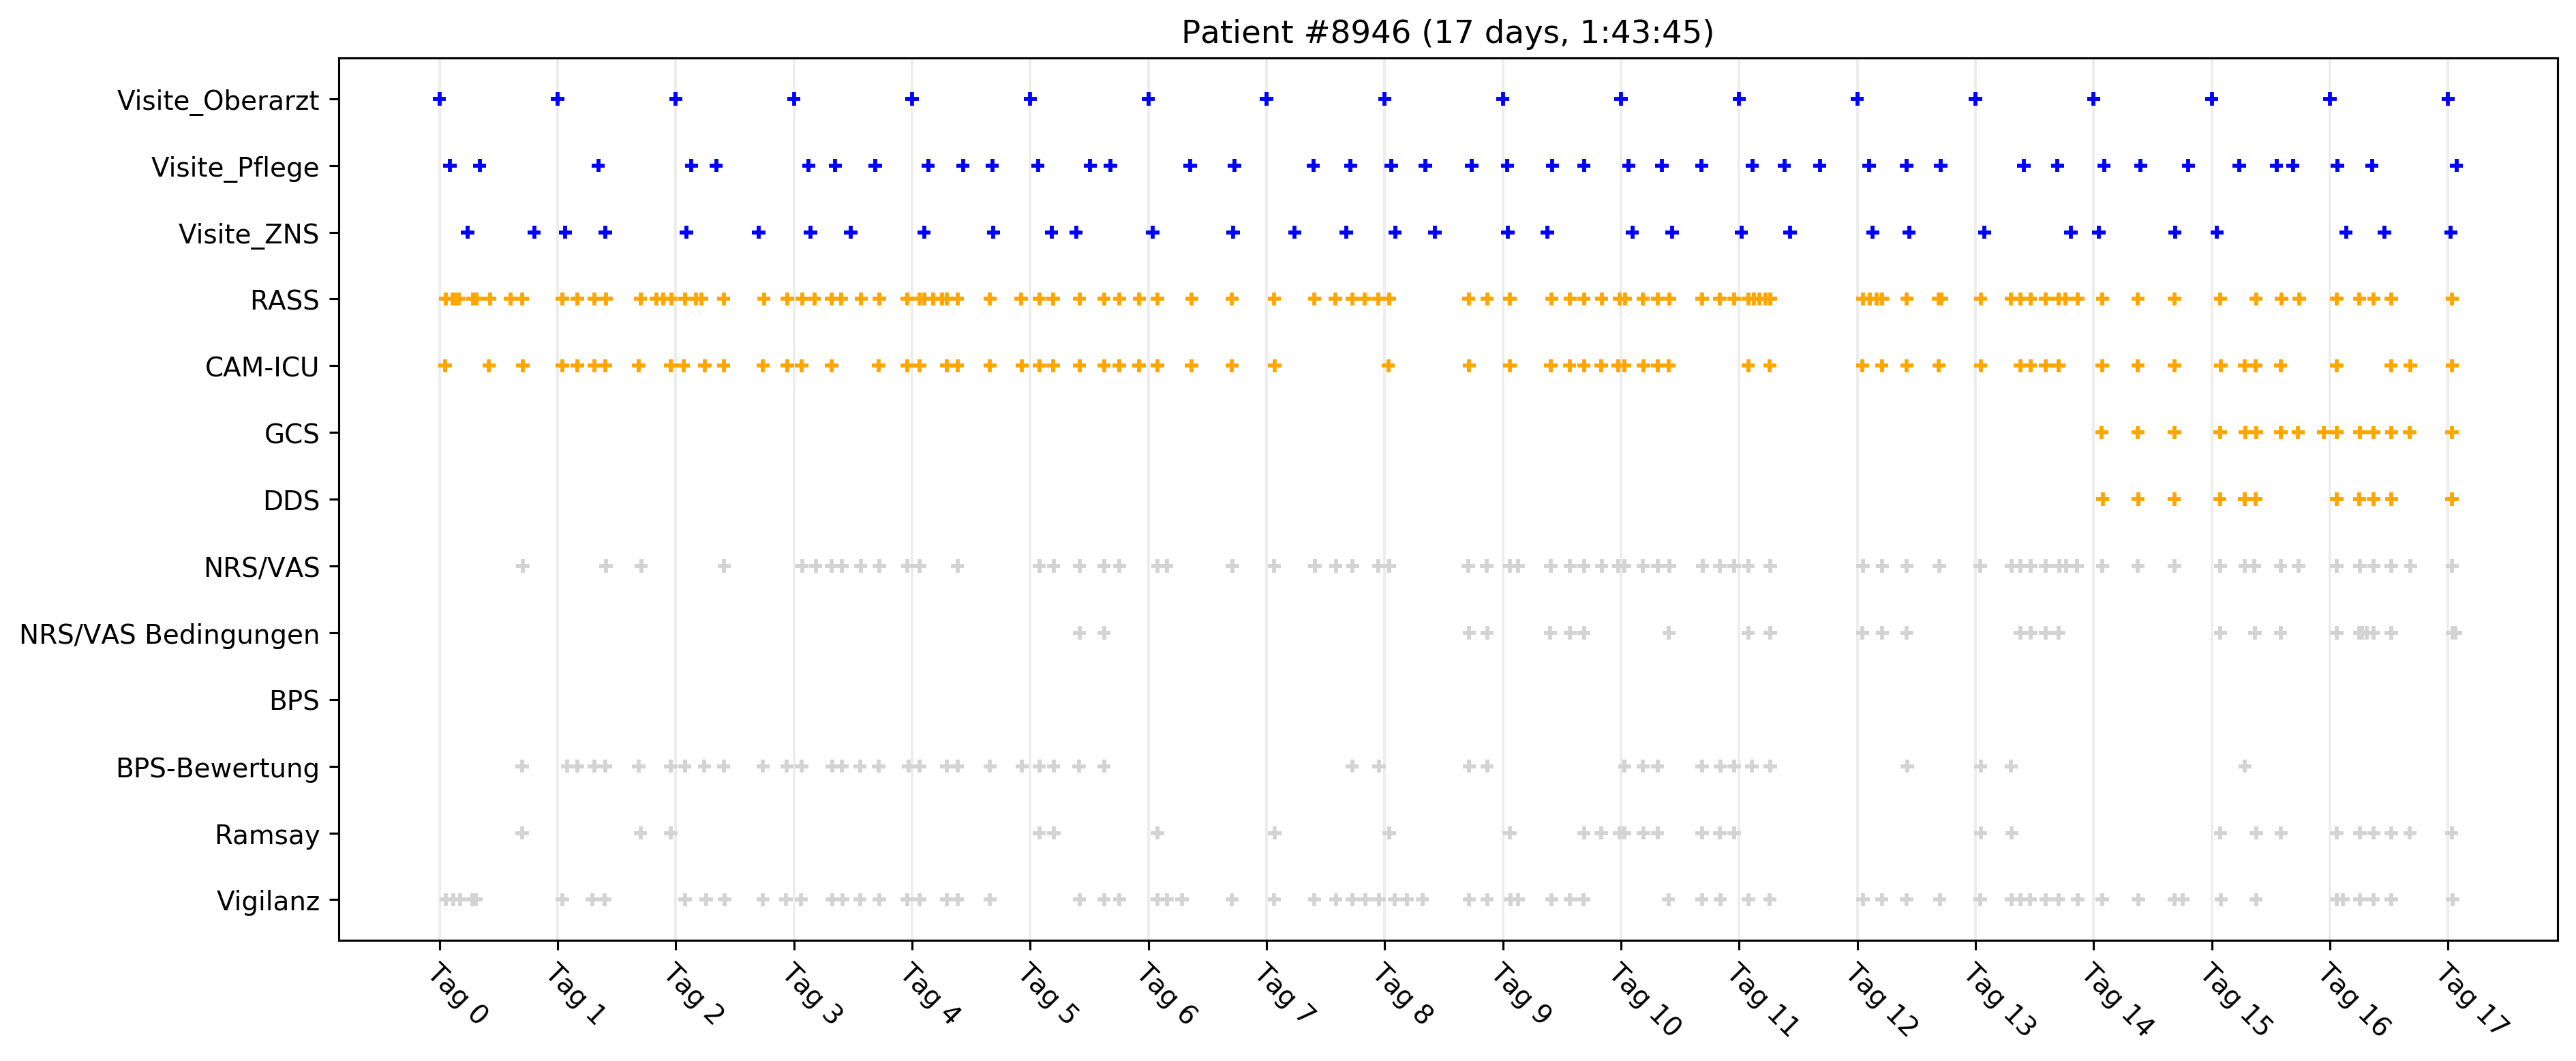 Patient #8946 (17 days, 1:43:45)
Visite_Oberarzt
Visite_Pflege
Visite_ZNS
RASS
CAM-ICU
GCS
DDS
NRS/VAS
NRS/VAS Bedingungen
BPS
BPS-Bewertung
Ramsay
Vigilanz
Tag 0
Tag 1
Tag 2
Tag 3
Tag 4
Tag 5
Tag 6
Tag 7
Tag 8
Tag 9
Tag 10
Tag 11
Tag 12
Tag 13
Tag 14
Tag 15
Tag 16
Tag 17